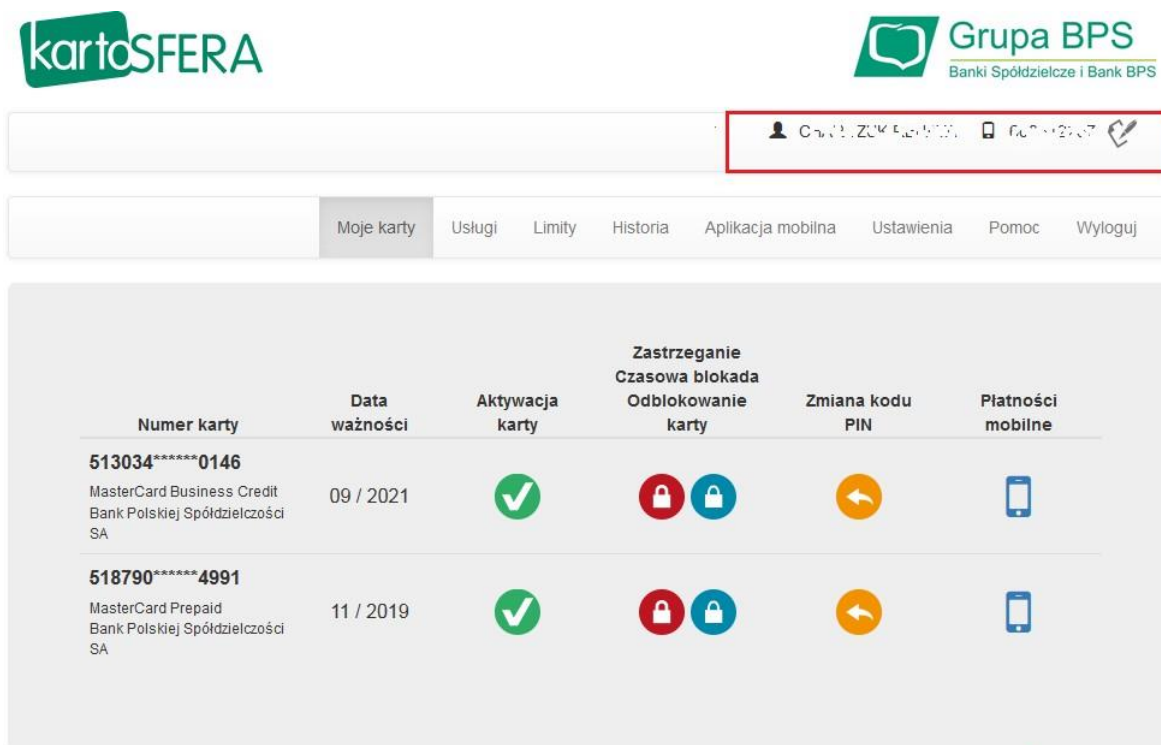 kartoSFERA
Grupa BPS
Banki Spółdzielcze i Bank BPS
Moje karty Usługi Limity Historia Aplikacja mobilna Ustawienia Pomoc Wyloguj
Numer karty
Data
ważności
Aktywacja
karty
Zastrzeganie
Czasowa blokada
Odblokowanie
karty
Zmiana kodu
PIN
Płatności
mobilne
513034******0146
MasterCard Business Credit
Bank Polskiej Spółdzielczości
SA
09 / 2021
518790******4991
MasterCard Prepaid
Bank Polskiej Spółdzielczości
SA
11 / 2019